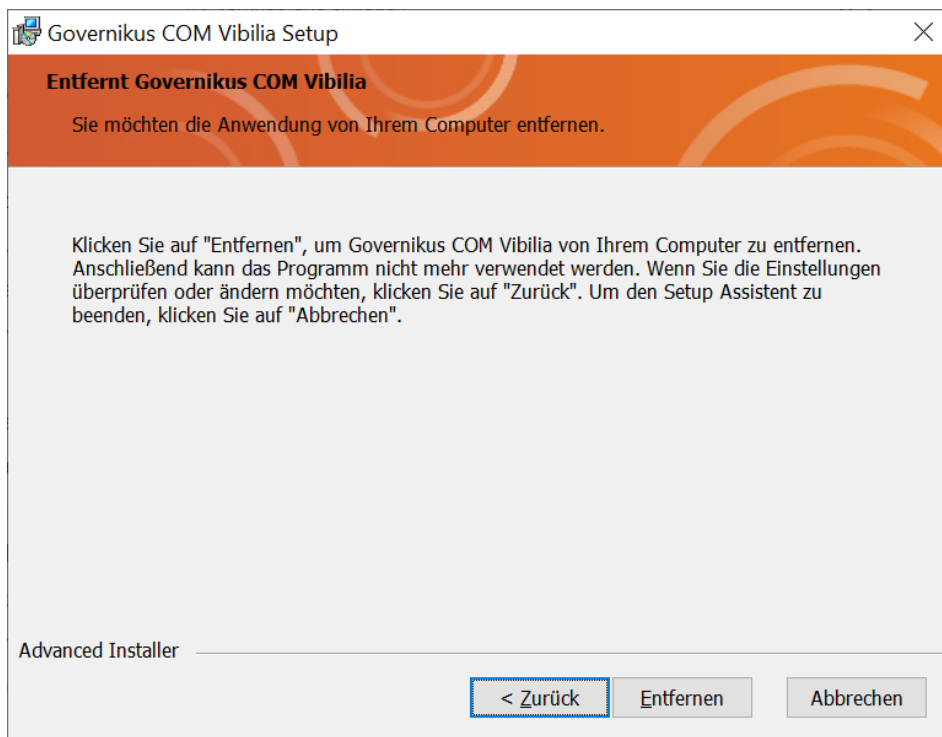 Governikus COM Vibilia Setup
Entfernt Governikus COM Vibilia
Sie möchten die Anwendung von Ihrem Computer entfernen.
Klicken Sie auf "Entfernen", um Governikus COM Vibilia von Ihrem Computer zu entfernen.
Anschließend kann das Programm nicht mehr verwendet werden. Wenn Sie die Einstellungen
überprüfen oder ändern möchten, klicken Sie auf "Zurück". Um den Setup Assistent zu
beenden, klicken Sie auf "Abbrechen".
Advanced Installer
< Zurück Entfernen Abbrechen